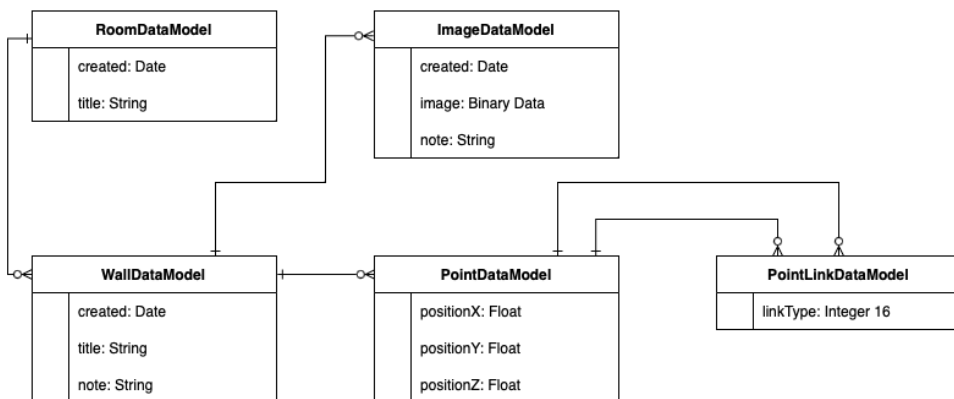 RoomDataModel
created: Date
title: String
ImageDataModel
created: Date
image: Binary Data
note: String
WallDataModel
created: Date
title: String
note: String
PointDataModel
positionX: Float
positionY: Float
positionZ: Float
PointLinkDataModel
linkType: Integer 16